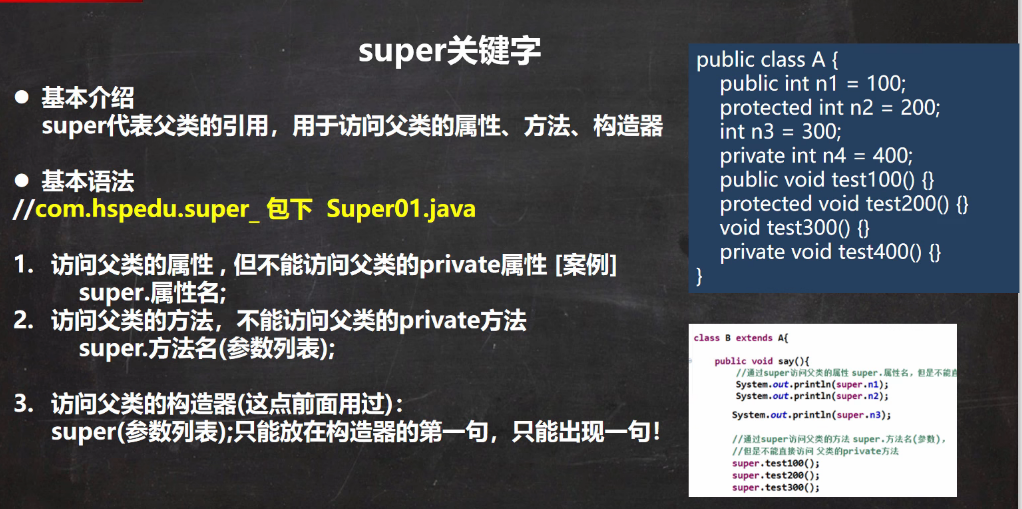 super关键字
● 基本介绍
super代表父类的引用，用于访问父类的属性、方法、构造器
● 基本语法
//com.hspedu.super_ 包下 Super01.java
1. 访问父类的属性 , 但不能访问父类的private属性 [案例]
super.属性名;
2. 访问父类的方法，不能访问父类的private方法
super.方法名(参数列表);
3. 访问父类的构造器(这点前面用过)：
super(参数列表);只能放在构造器的第一句，只能出现一句！
public class A {
public int n1 = 100;
protected int n2 = 200;
int n3 = 300;
private int n4 = 400;
public void test100() {}
protected void test200() {}
void test300() {}
private void test400() {}
}
class B extends A{
public void say(){
//通过super访问父类的属性 super.属性名，但是不能
System.out.println(super.n1);
System.out.println(super.n2);
System.out.println(super.n3);
//通过super访问父类的方法 super.方法名(参数)，
//但是不能直接访问 父类的private方法
super.test100();
super.test200();
super.test300();